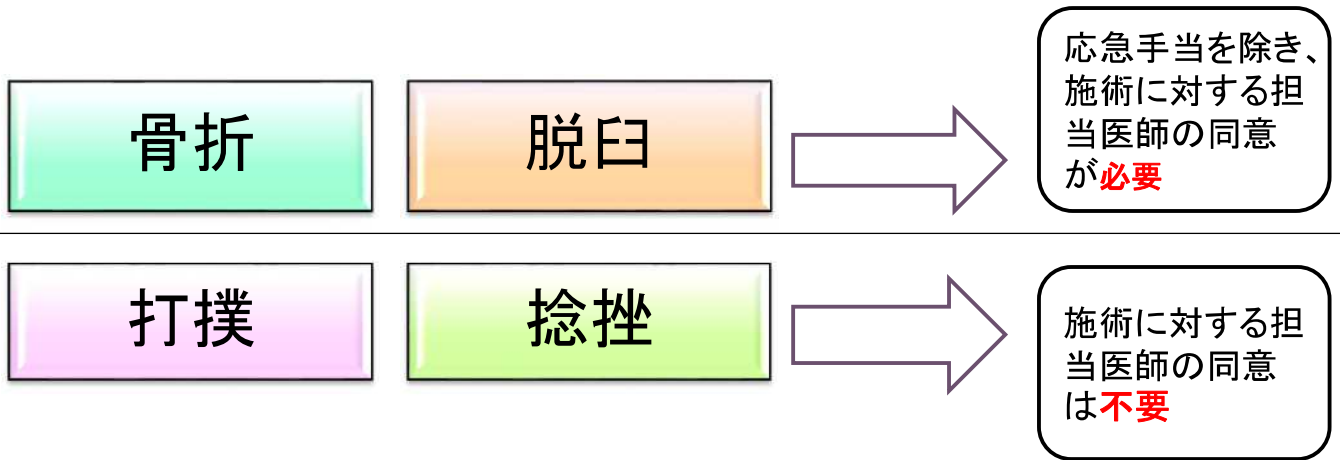 骨折
脱臼
応急手当を除き、
施術に対する担
当医師の同意
が必要
打撲
捻挫
施術に対する担
当医師の同意
は不要